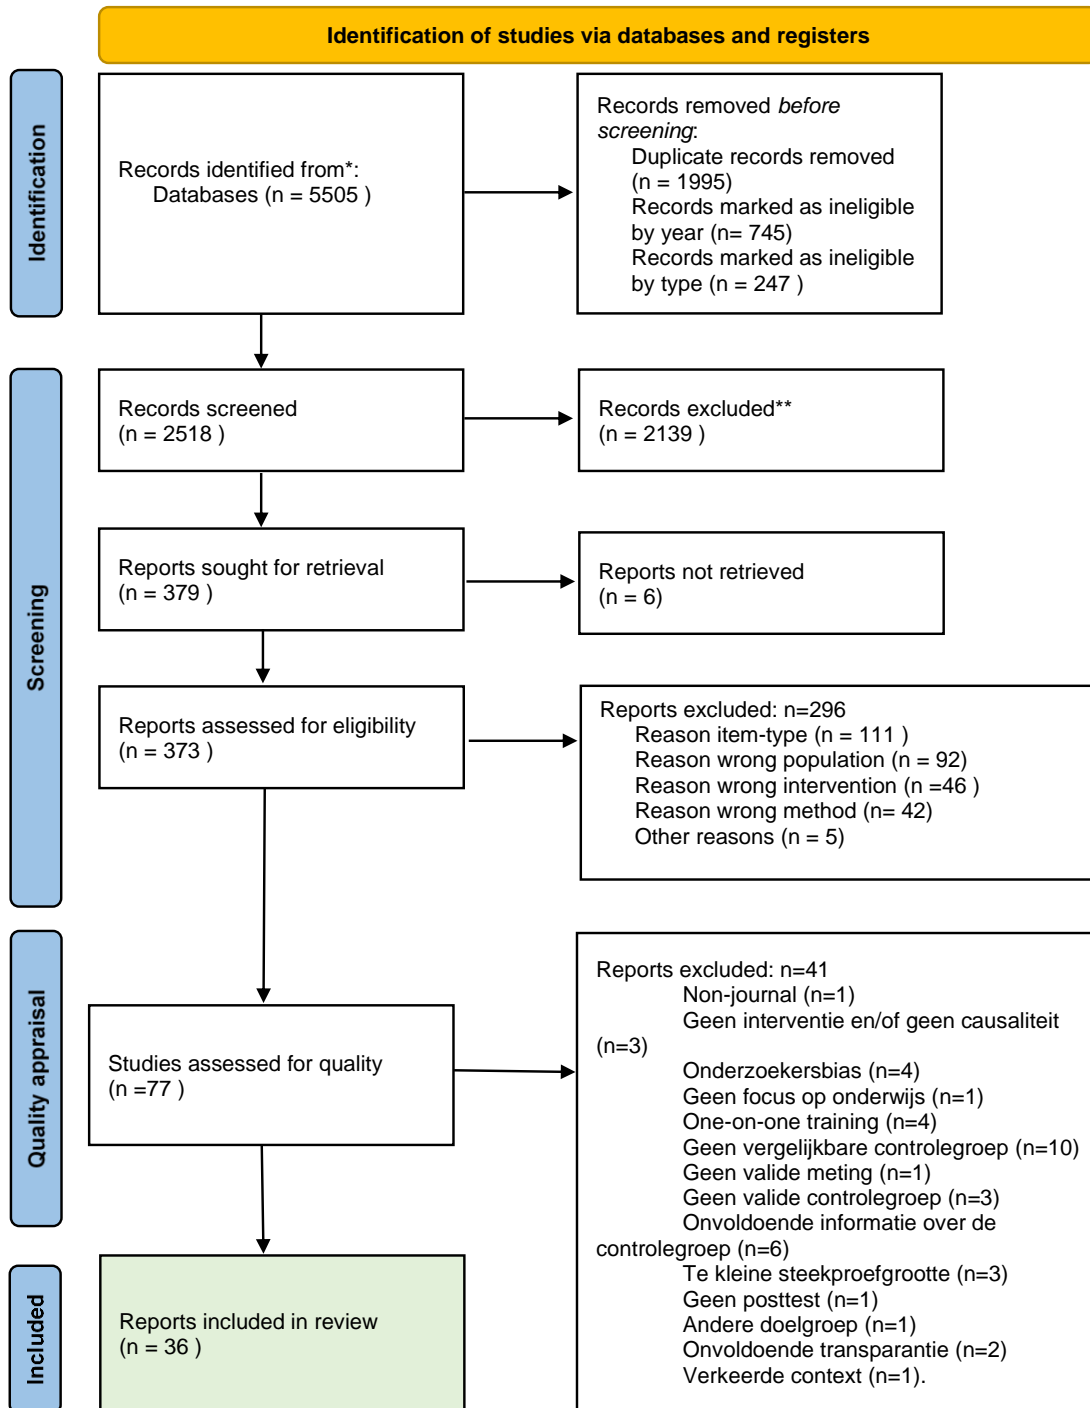 Identification of studies via databases and registers
Identification
Records identified from*:
Databases (n = 5505 )
Records removed before
screening:
Duplicate records removed
(n = 1995)
Records marked as ineligible
by year (n= 745)
Records marked as ineligible
by type (n = 247 )
Screening
Records screened
(n = 2518 )
Records excluded**
(n = 2139 )
Reports sought for retrieval
(n = 379 )
Reports not retrieved
(n = 6)
Reports assessed for eligibility
(n = 373 )
Reports excluded: n=296
Reason item-type (n = 111 )
Reason wrong population (n = 92)
Reason wrong intervention (n =46 )
Reason wrong method (n= 42)
Other reasons (n = 5)
Quality appraisal
Studies assessed for quality
(n =77 )
Reports excluded: n=41
Non-journal (n=1)
Geen interventie en/of geen causaliteit
(n=3)
Onderzoekersbias (n=4)
Geen focus op onderwijs (n=1)
One-on-one training (n=4)
Geen vergelijkbare controlegroep (n=10)
Geen valide meting (n=1)
Geen valide controlegroep (n=3)
Onvoldoende informatie over de
controlegroep (n=6)
Te kleine steekproefgrootte (n=3)
Geen posttest (n=1)
Andere doelgroep (n=1)
Onvoldoende transparantie (n=2)
Verkeerde context (n=1).
Included
Reports included in review
(n = 36 )